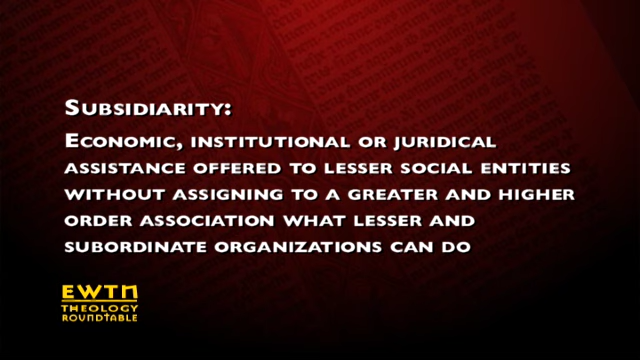 SUBSIDIARITY:
ECONOMIC, INSTITUTIONAL OR JURIDICAL
ASSISTANCE OFFERED TO LESSER SOCIAL ENTITIES
WITHOUT ASSIGNING TO A GREATER AND HIGHER
ORDER ASSOCIATION WHAT LESSER AND
SUBORDINATE ORGANIZATIONS CAN DO
EWTN
THEOLOGY
ROUNDTABLE